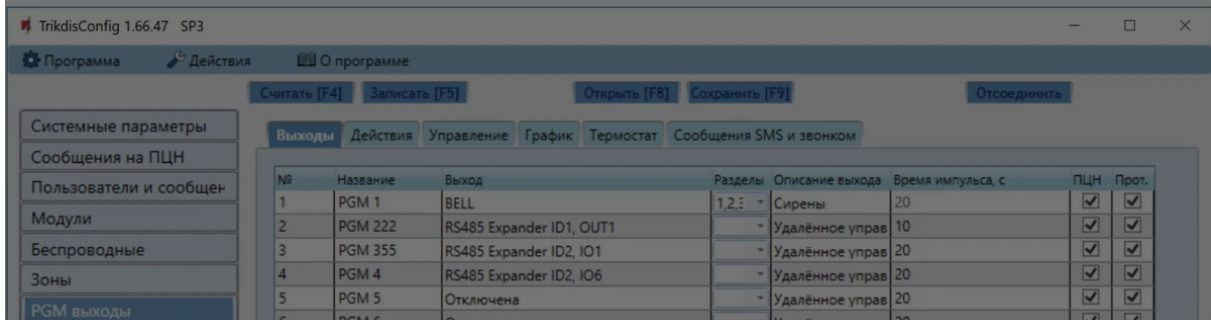 TrikdisConfig 1.66.47 SP3
Программа Действия О программе
Считать [F4] Записать [F5] Открыть [F8] Сохранить [F9] Отсоединить
Системные параметры
Сообщения на ПЦН
Пользователи и сообщен
Модули
Беспроводные
Зоны
PGM выходы
Выходы Действия Управление График Термостат Сообщения SMS и звонком
№ Название Выход Разделы Описание выхода Время импульса, с ПЦН Прот.
1 PGM 1 BELL 1,2, Сирены 20
2 PGM 222 RS485 Expander ID1, OUT1 Удалённое управ 10
3 PGM 355 RS485 Expander ID2, IO1 Удалённое управ 20
4 PGM 4 RS485 Expander ID2, IO6 Удалённое управ 20
5 PGM 5 Отключена Удалённое управ 20